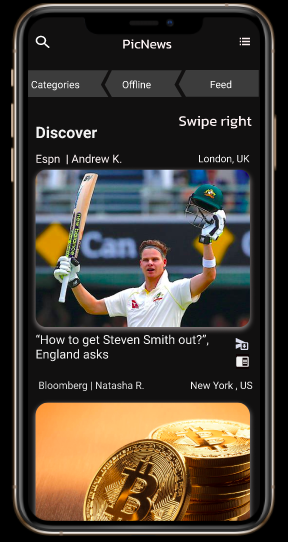 PicNews
Categories
Offline
Feed
Swipe right
Discover
Espn | Andrew K.
London, UK
Can
"How to get Steven Smith out?",
England asks
Bloomberg | Natasha R.
New York , US